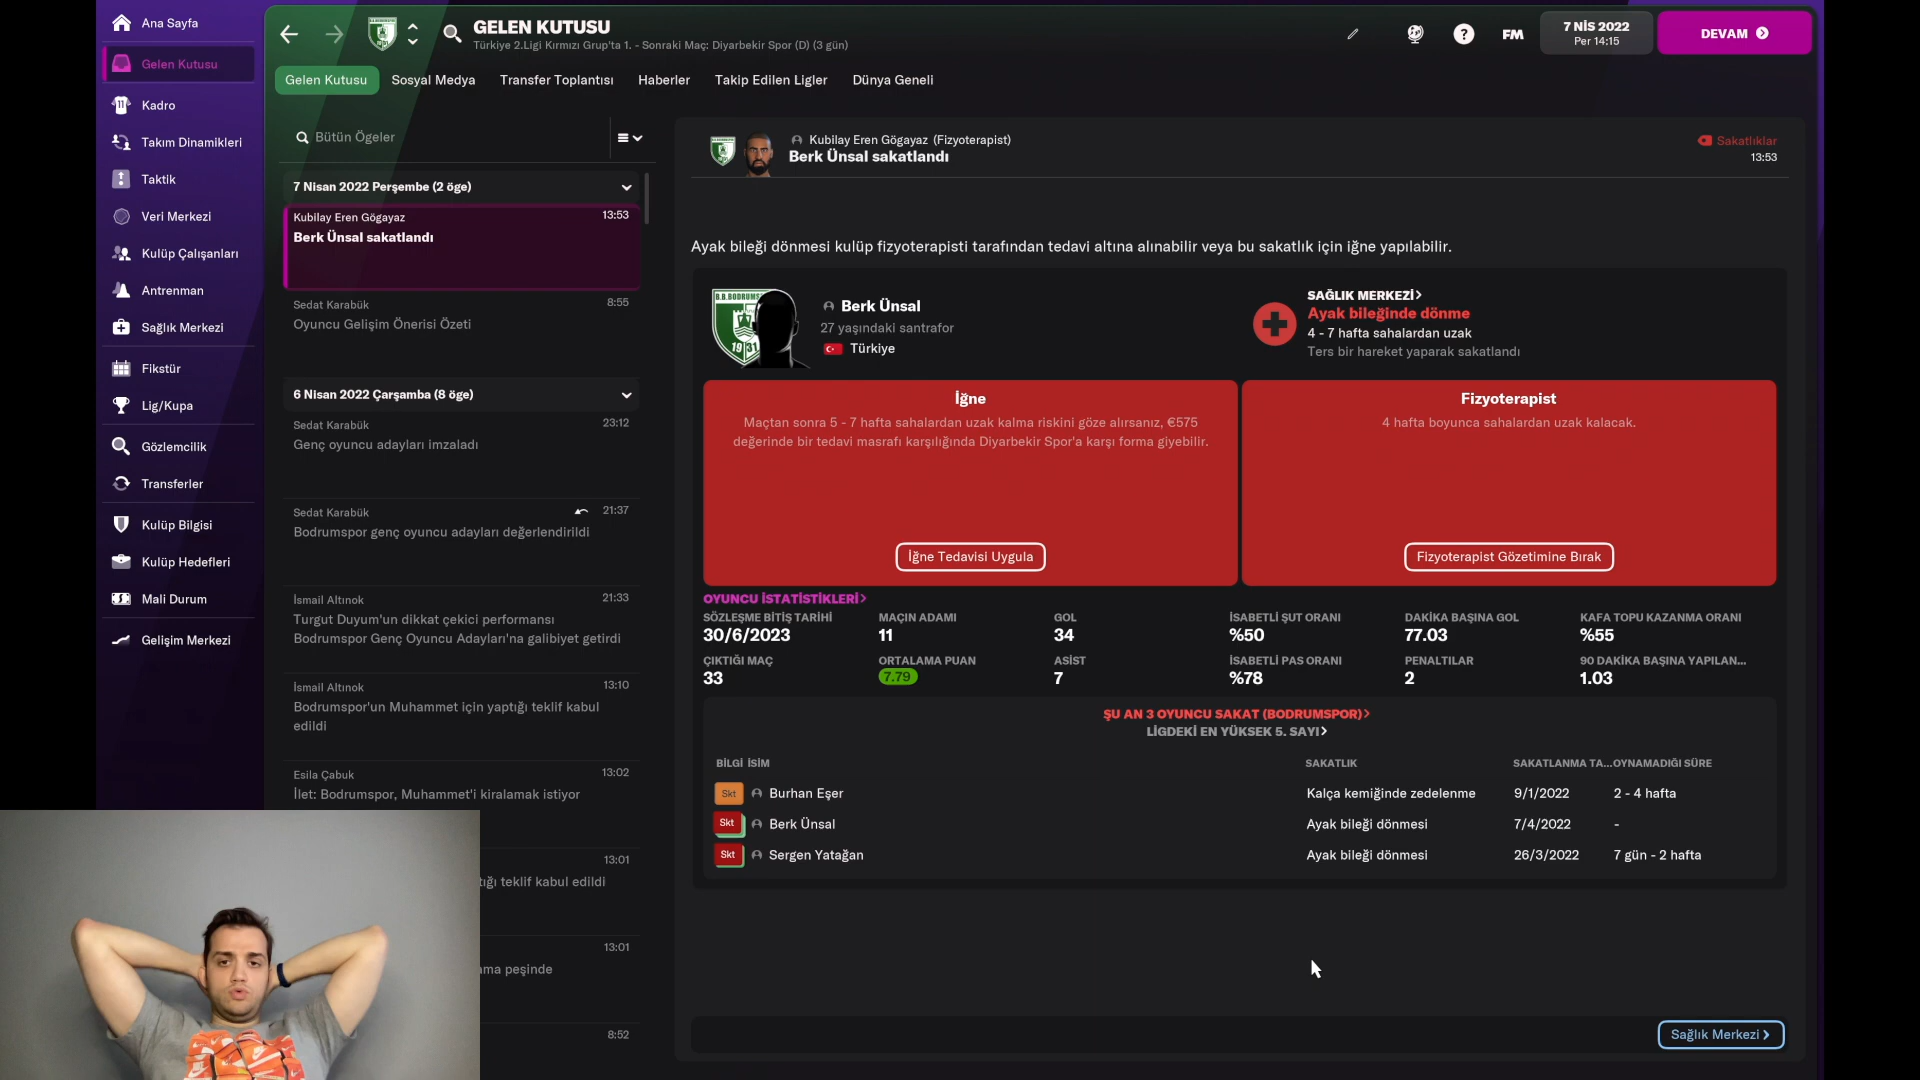 Ana Sayfa
Gelen Kutusu
Kadro
Takım Dinamikleri
Taktik
Veri Merkezi
Kulüp Çalışanları
Antrenman
Sağlık Merkezi
Fikstür
Lig/Kupa
Gözlemcilik
Transferler
Kulüp Bilgisi
Kulüp Hedefleri
Mali Durum
Gelişim Merkezi
GELEN KUTUSU
Türkiye 2.Ligi Kırmızı Grup'ta 1. - Sonraki Maç: Diyarbekir Spor (D) (3 gün)
FM
7 NİS 2022
Per 14:15
DEVAM
Gelen Kutusu Sosyal Medya Transfer Toplantısı Haberler Takip Edilen Ligler Dünya Geneli
Bütün Ögeler
7 Nisan 2022 Perşembe (2 öge)
Kubilay Eren Gögayaz 13:53
Berk Ünsal sakatlandı
Sedat Karabük 8:55
Oyuncu Gelişim Önerisi Özeti
6 Nisan 2022 Çarşamba (8 öge)
Sedat Karabük 23:12
Genç oyuncu adayları imzaladı
Sedat Karabük 21:37
Bodrumspor genç oyuncu adayları değerlendirildi
İsmail Altınok 21:33
Turgut Duyum'un dikkat çekici performansı
Bodrumspor Genç Oyuncu Adayları'na galibiyet getirdi
İsmail Altınok 13:10
Bodrumspor'un Muhammet için yaptığı teklif kabul
edildi
Esila Çabuk 13:02
İlet: Bodrumspor, Muhammet'i kiralamak istiyor
13:01
tığı teklif kabul edildi
13:01
ama peşinde
8:52
Kubilay Eren Gögayaz (Fizyoterapist)
Berk Ünsal sakatlandı
Sakatlıklar
13:53
Ayak bileği dönmesi kulüp fizyoterapisti tarafından tedavi altına alınabilir veya bu sakatlık için iğne yapılabilir.
B.B.BODRUMS
1931
Berk Ünsal
27 yaşındaki santrafor
Türkiye
SAĞLIK MERKEZİ>
Ayak bileğinde dönme
4 - 7 hafta sahalardan uzak
Ters bir hareket yaparak sakatlandı
İğne
Maçtan sonra 5 - 7 hafta sahalardan uzak kalma riskini göze alırsanız, €575
değerinde bir tedavi masrafı karşılığında Diyarbekir Spor'a karşı forma giyebilir.
İğne Tedavisi Uygula
Fizyoterapist
4 hafta boyunca sahalardan uzak kalacak.
Fizyoterapist Gözetimine Bırak
OYUNCU İSTATİSTİKLERİ>
SÖZLEŞME BİTİŞ TARİHİ MAÇIN ADAMI GOL İSABETLİ ŞUT ORANI DAKİKA BAŞINA GOL KAFA TOPU KAZANMA ORANI
30/6/2023 11 34 %50 77.03 %55
ÇIKTIĞI MAÇ ORTALAMA PUAN ASİST İSABETLİ PAS ORANI PENALTILAR 90 DAKİKA BAŞINA YAPILAN...
33 7.79 7 %78 2 1.03
ŞU AN 3 OYUNCU SAKAT (BODRUMSPOR)>
LİGDEKİ EN YÜKSEK 5. SAYI>
BİLGİ İSİM SAKATLIK SAKATLANMA TA... OYNAMADIĞI SÜRE
Skt Burhan Eşer Kalça kemiğinde zedelenme 9/1/2022 2 - 4 hafta
Skt Berk Ünsal Ayak bileği dönmesi 7/4/2022 -
Skt Sergen Yatağan Ayak bileği dönmesi 26/3/2022 7 gün - 2 hafta
Sağlık Merkezi >